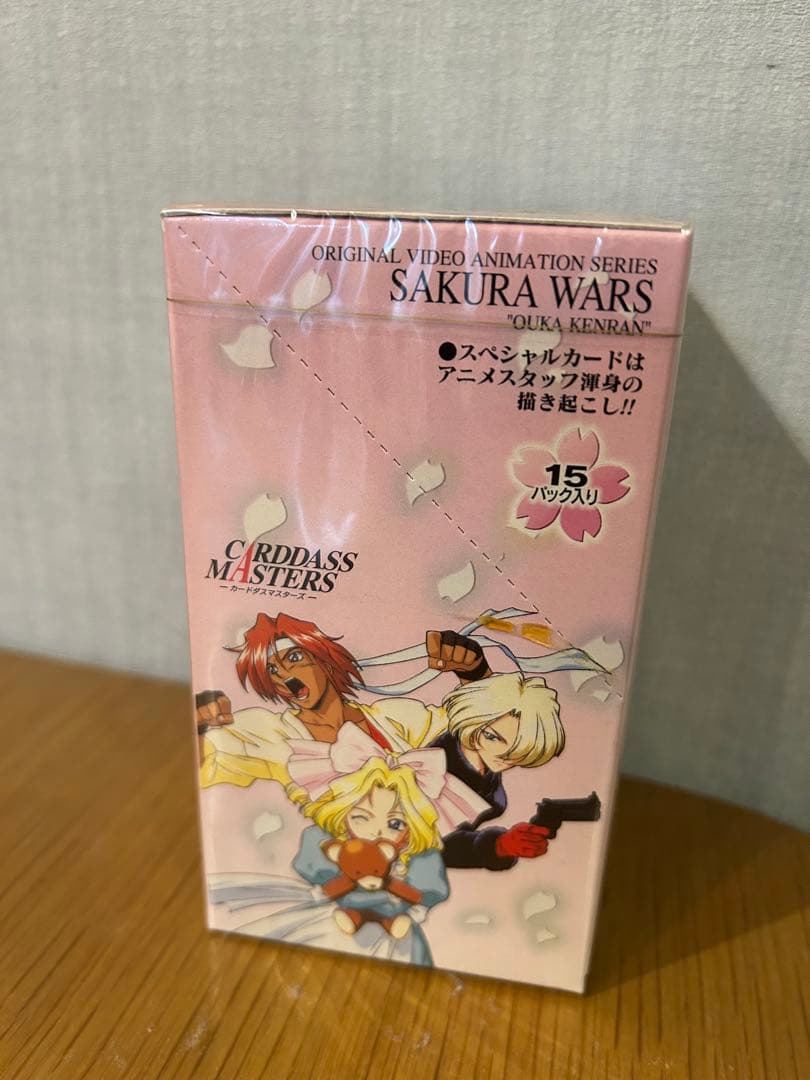 ORIGINAL VIDEO ANIMATION SERIES
SAKURA WARS
"OUKA KENRAN"
●スペシャルカードは
アニメスタッフ渾身の
描き起こし!!
15
パック入り
CARDDASS
MASTERS
ー カードダスマスターズ ー